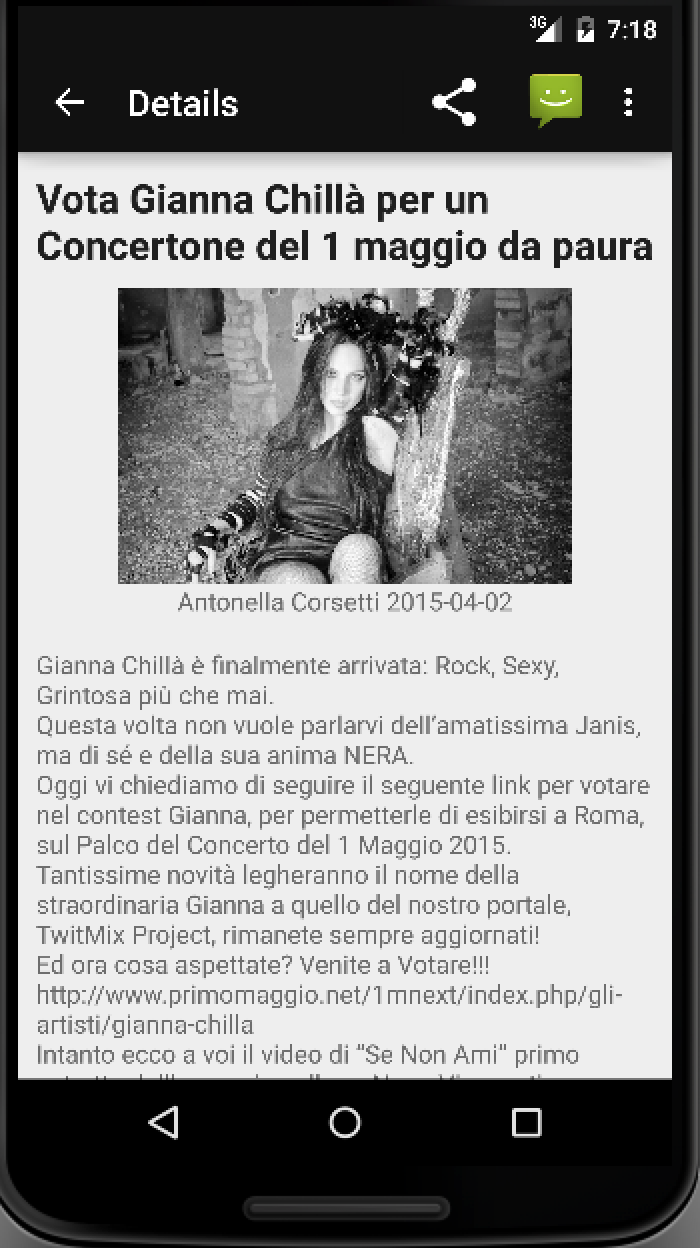 3G 7:18
Details
Vota Gianna Chillà per un
Concertone del 1 maggio da paura
Antonella Corsetti 2015-04-02
Gianna Chillà è finalmente arrivata: Rock, Sexy,
Grintosa più che mai.
Questa volta non vuole parlarvi dell'amatissima Janis,
ma di sé e della sua anima NERA.
Oggi vi chiediamo di seguire il seguente link per votare
nel contest Gianna, per permetterle di esibirsi a Roma,
sul Palco del Concerto del 1 Maggio 2015.
Tantissime novità legheranno il nome della
straordinaria Gianna a quello del nostro portale,
TwitMix Project, rimanete sempre aggiornati!
Ed ora cosa aspettate? Venite a Votare!!!
http://www.primomaggio.net/1mnext/index.php/gli-
artisti/gianna-chilla
Intanto ecco a voi il video di "Se Non Ami" primo